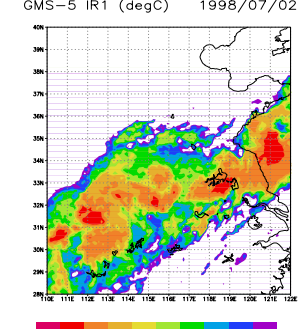 GMS-5 IR1 (degC) 1998/07/02
40N
39N
38N
37N
36N
35N
34N
33N
32N
31N
30N
29N
28N
110E 111E 112E 113E 114E 115E 116E 117E 118E 119E 120E 121E 122E